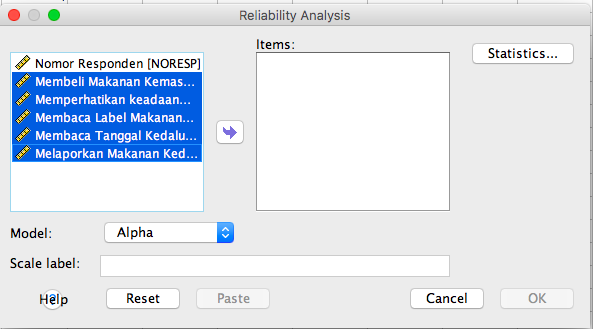 Reliability Analysis
Items:
Statistics...
Nomor Responden [NORESP]
Membeli Makanan Kemas...
Memperhatikan keadaan...
Membaca Label Makanan...
Membaca Tanggal Kedalu...
Melaporkan Makanan Ked...
Model:
Alpha
Scale label:
Help
Reset
Paste
Cancel
OK